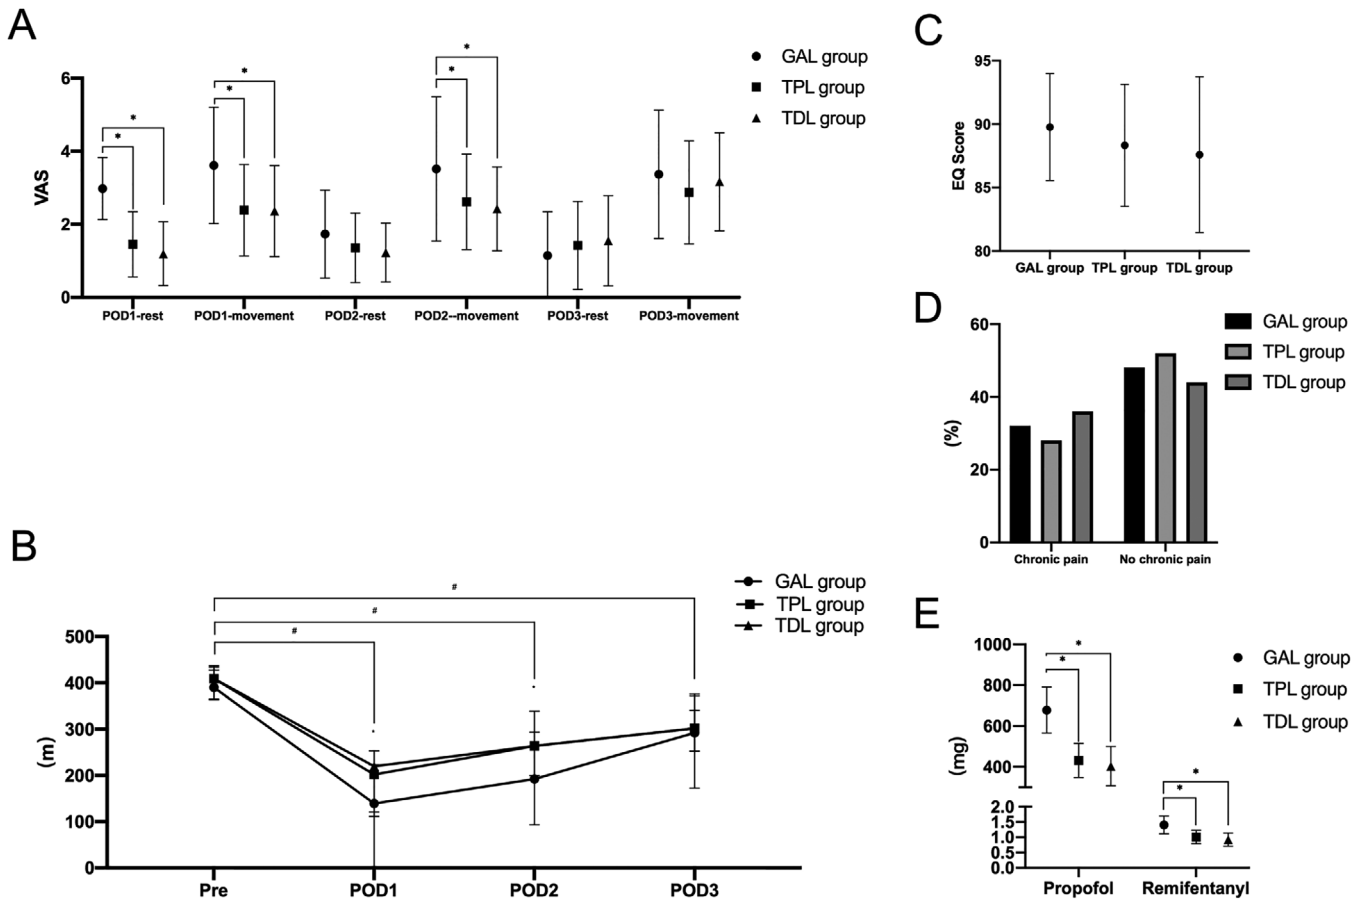 A
VAS
6
4
2
0
*
*
*
*
*
*
POD1-rest
POD1-movement
POD2-rest
POD2--movement
POD3-rest
POD3-movement
GAL group
TPL group
TDL group
B
(m)
500
400
300
200
100
0
#
#
#
*
*
Pre
POD1
POD2
POD3
GAL group
TPL group
TDL group
C
EQ Score
95
90
85
80
GAL group
TPL group
TDL group
D
(%)
60
40
20
0
Chronic pain
No chronic pain
GAL group
TPL group
TDL group
E
(mg)
1000
800
600
400
2.0
1.5
1.0
0.5
0.0
*
*
*
*
Propofol
Remifentanyl
GAL group
TPL group
TDL group